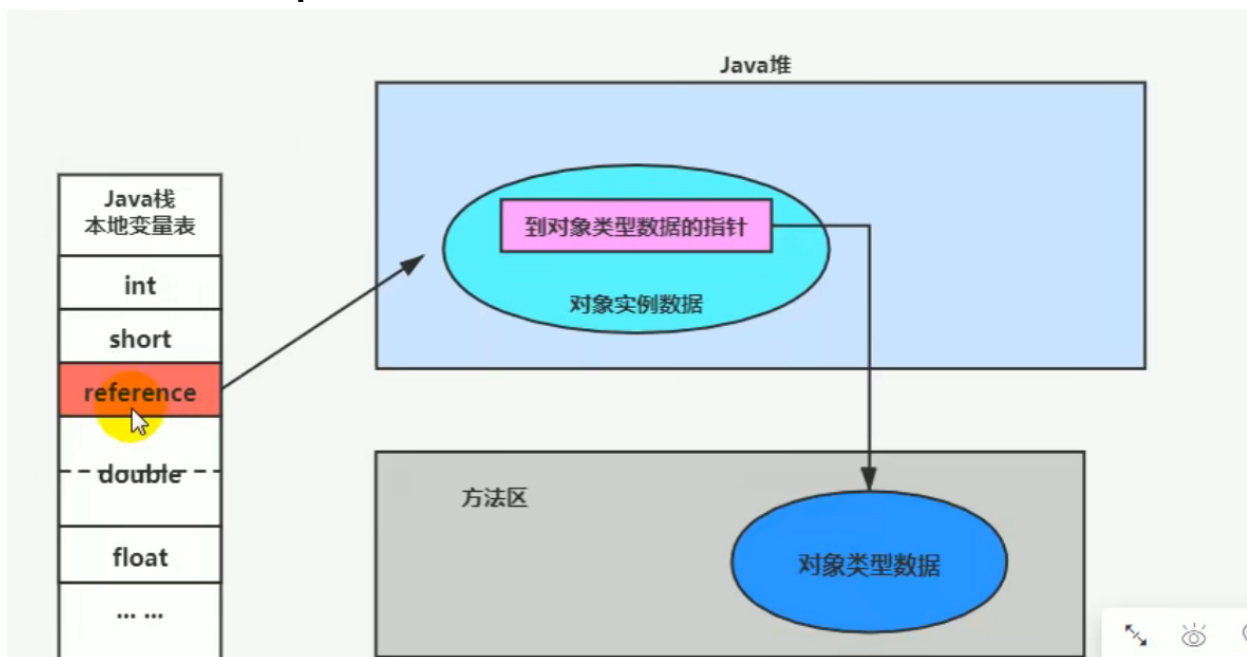 Java堆
Java栈
本地变量表
int
short
reference
double
float
... ...
到对象类型数据的指针
对象实例数据
方法区
对象类型数据